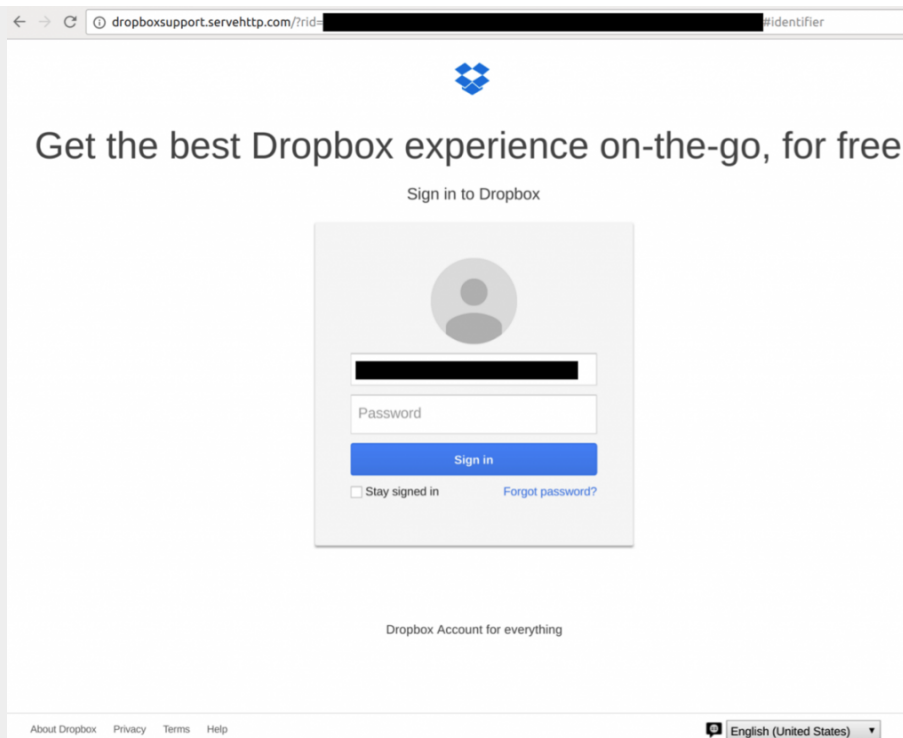 dropboxsupport.servehttp.com/?rid= #identifier
Get the best Dropbox experience on-the-go, for free
Sign in to Dropbox
Password
Sign in
Stay signed in Forgot password?
Dropbox Account for everything
About Dropbox Privacy Terms Help English (United States)